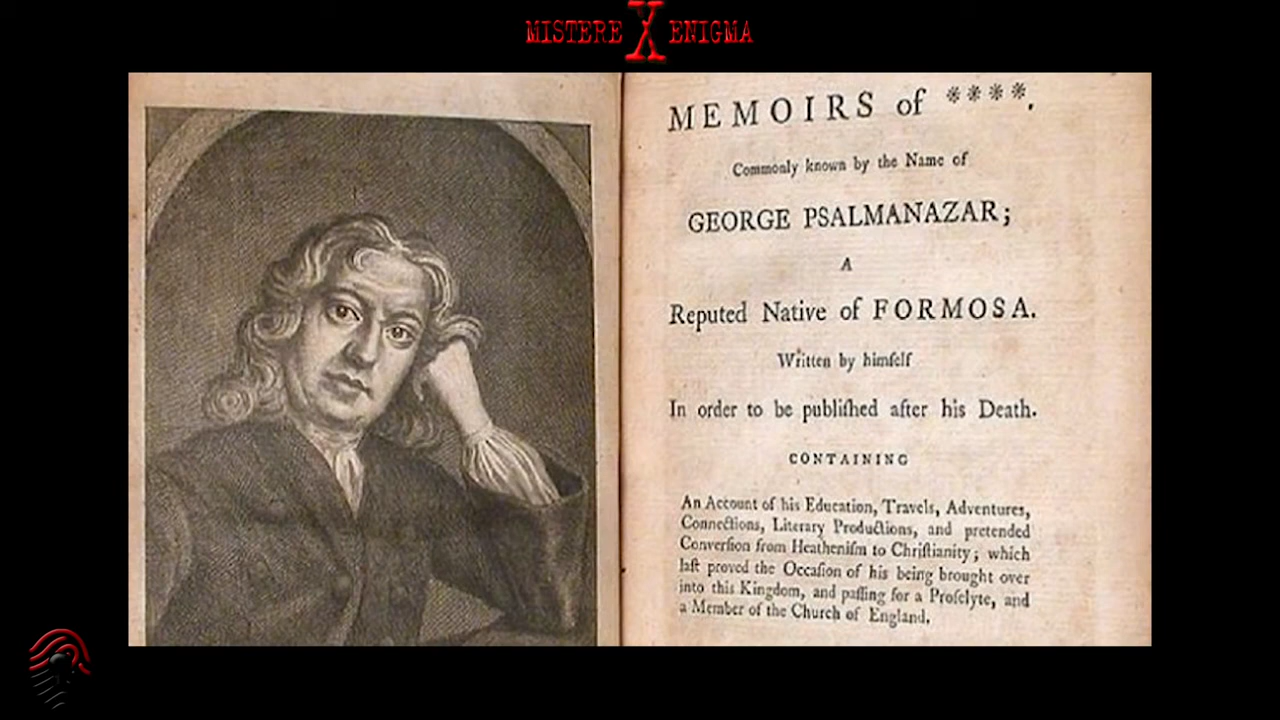 MISTERE X ENIGMA
MEMOIRS of ****.
Commonly known by the Name of
GEORGE PSALMANAZAR;
A
Reputed Native of FORMOSA.
Written by himſelf
In order to be publiſhed after his Death.
CONTAINING
An Account of his Education, Travels, Adventures,
Connections, Literary Productions, and pretended
Converſion from Heatheniſm to Chriſtianity; which
laſt proved the Occaſion of his being brought over
into this Kingdom, and paſſing for a Proſelyte, and
a Member of the Church of England.